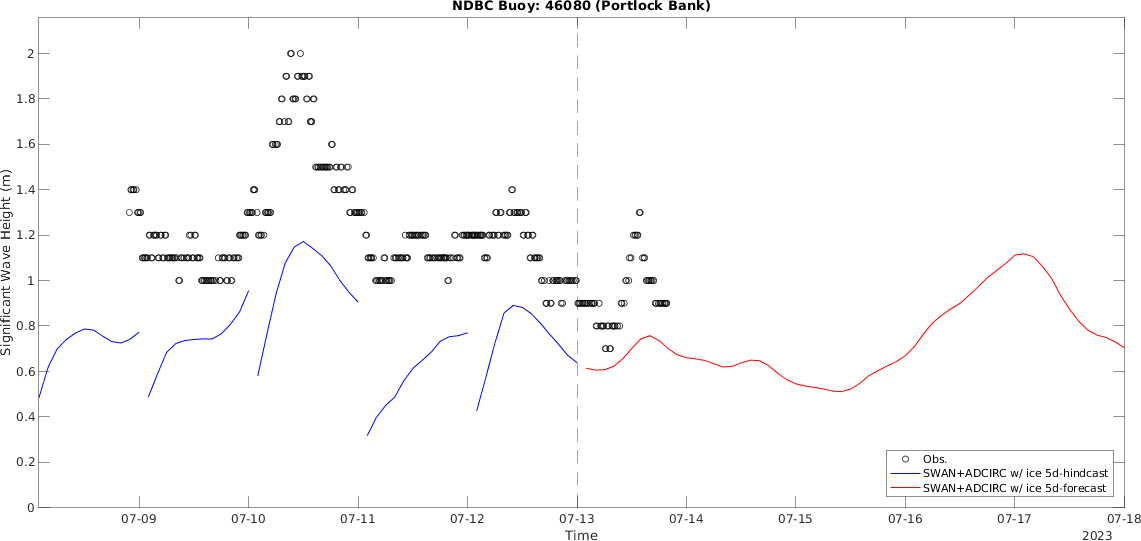 NDBC Buoy: 46080 (Portlock Bank)
Significant Wave Height (m)
2
1.8
1.6
1.4
1.2
1
0.8
0.6
0.4
0.2
0
Obs.
SWAN+ADCIRC w/ ice 5d-hindcast
SWAN+ADCIRC w/ ice 5d-forecast
07-09 07-10 07-11 07-12 07-13 07-14 07-15 07-16 07-17 07-18
Time
2023